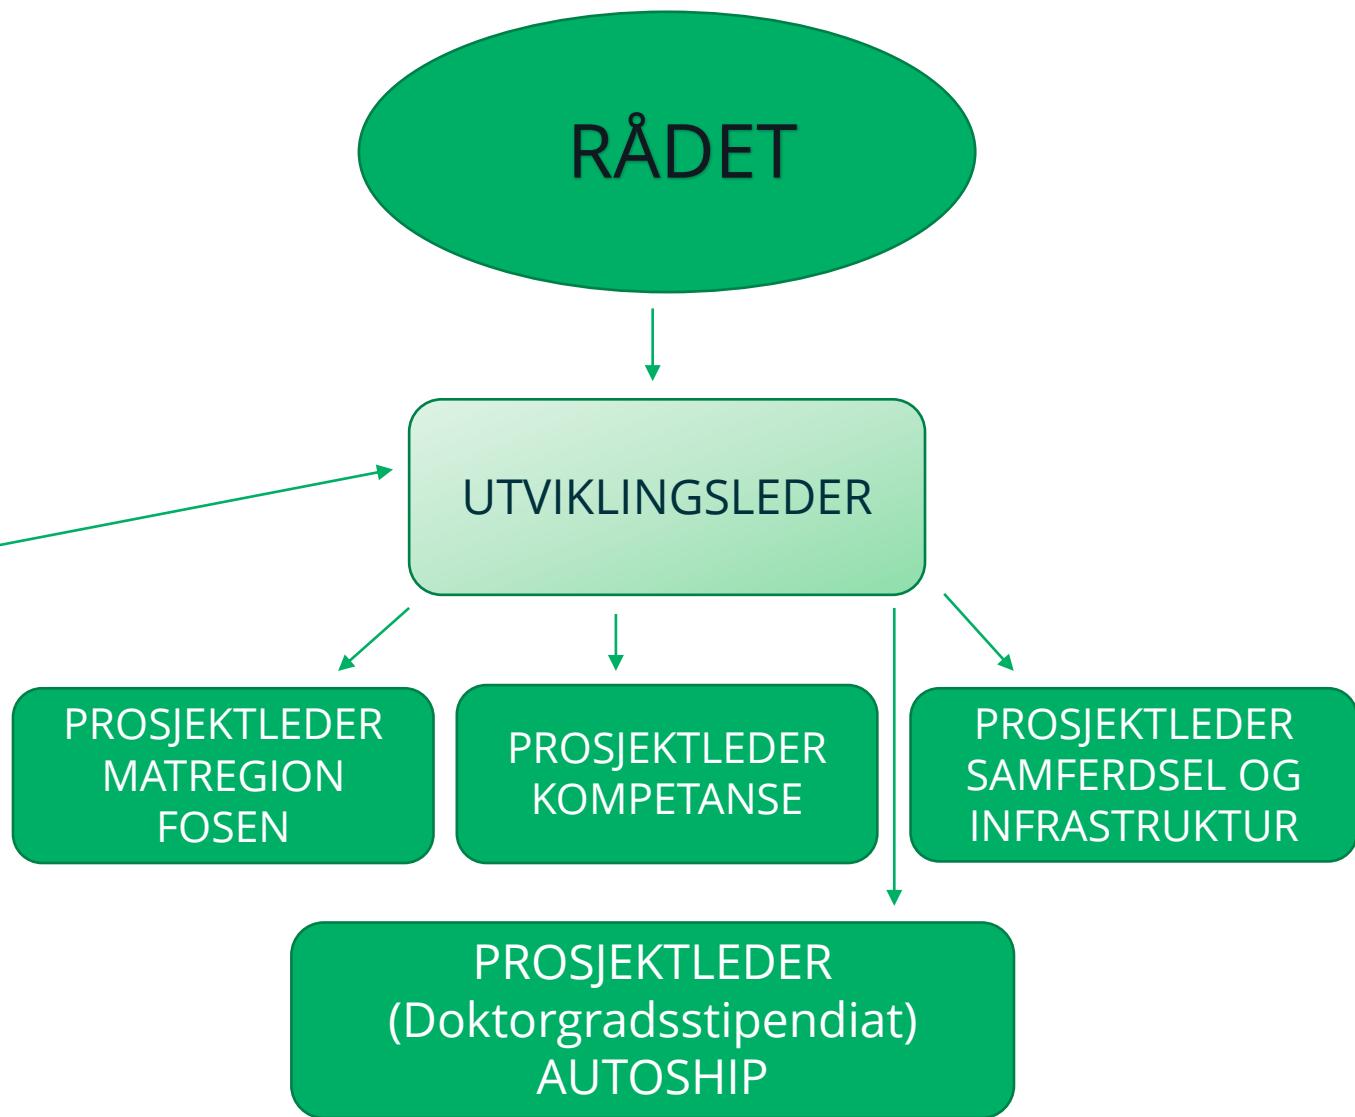 RÅDET
UTVIKLINGSLEDER
PROSJEKTLEDER
MATREGION
FOSEN
PROSJEKTLEDER
KOMPETANSE
PROSJEKTLEDER
SAMFERDSEL OG
INFRASTRUKTUR
PROSJEKTLEDER
(Doktorgradsstipendiat)
AUTOSHIP